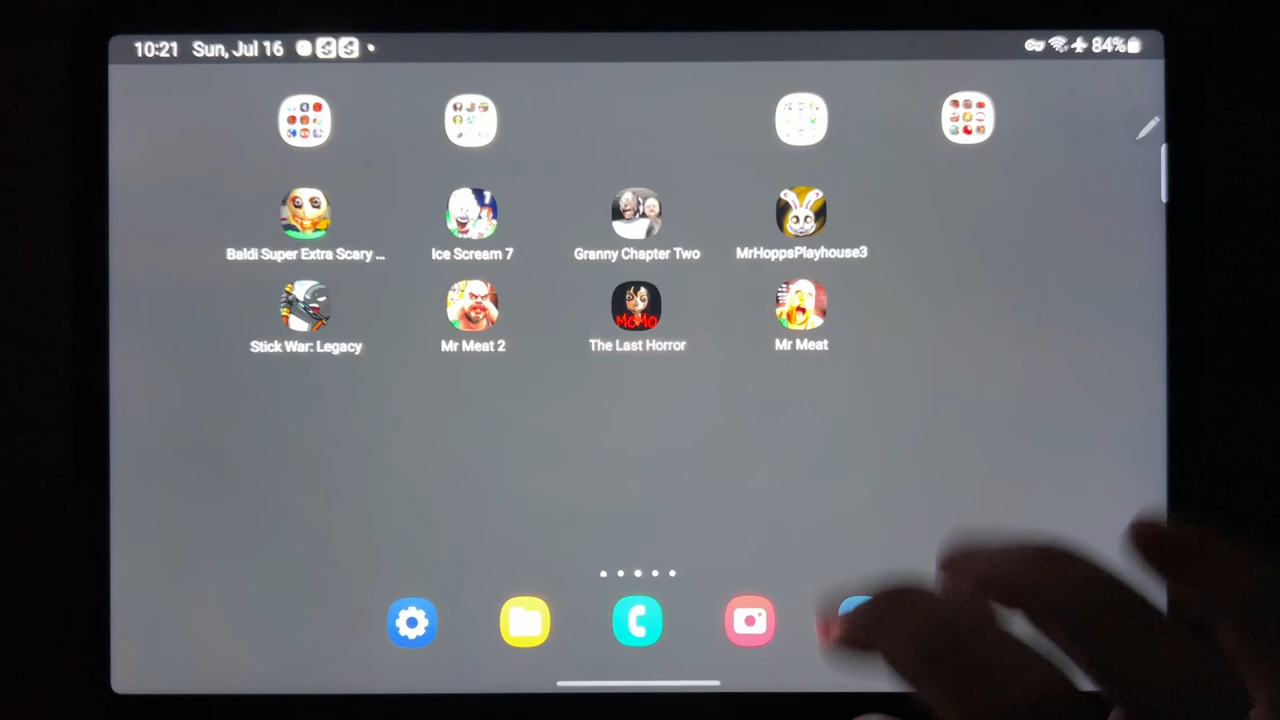 10:21 Sun, Jul 16
84%
Baldi Super Extra Scary ...
Ice Scream 7
Granny Chapter Two
MrHoppsPlayhouse3
MOMO
Stick War: Legacy
Mr Meat 2
The Last Horror
Mr Meat